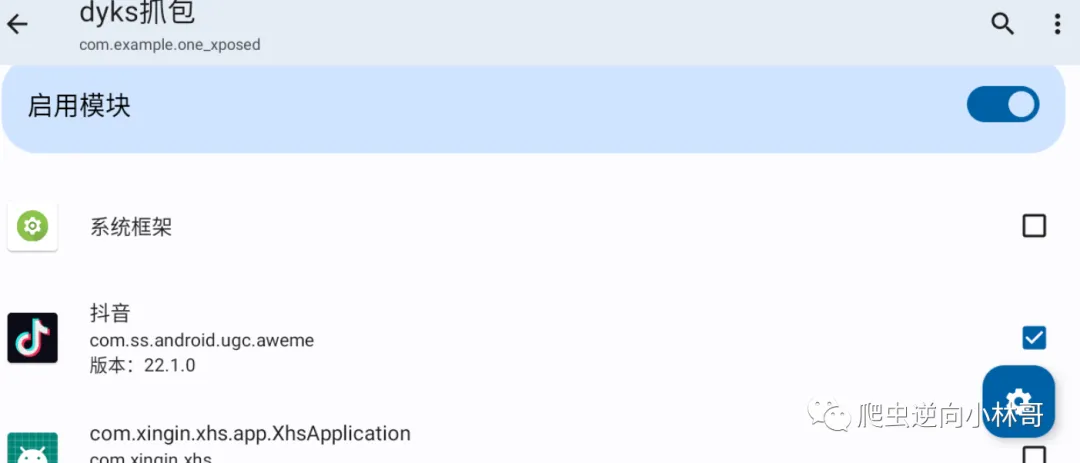 dyks抓包
com.example.one_xposed
启用模块
系统框架
抖音
com.ss.android.ugc.aweme
版本：22.1.0
爬虫逆向小林哥
com.xingin.xhs.app.XhsApplication
com.xingin.xhs